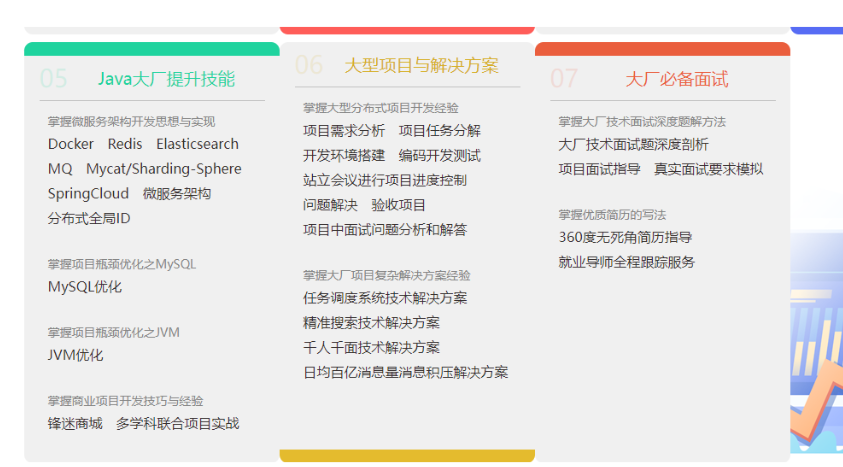 05 Java大厂提升技能
掌握微服务架构开发思想与实现
Docker Redis Elasticsearch
MQ Mycat/Sharding-Sphere
SpringCloud 微服务架构
分布式全局ID
掌握项目瓶颈优化之MySQL
MySQL优化
掌握项目瓶颈优化之JVM
JVM优化
掌握商业项目开发技巧与经验
锋迷商城 多学科联合项目实战
06 大型项目与解决方案
掌握大型分布式项目开发经验
项目需求分析 项目任务分解
开发环境搭建 编码开发测试
站立会议进行项目进度控制
问题解决 验收项目
项目中面试问题分析和解答
掌握大厂项目复杂解决方案经验
任务调度系统技术解决方案
精准搜索技术解决方案
千人千面技术解决方案
日均百亿消息量消息积压解决方案
07 大厂必备面试
掌握大厂技术面试深度题解方法
大厂技术面试题深度剖析
项目面试指导 真实面试要求模拟
掌握优质简历的写法
360度无死角简历指导
就业导师全程跟踪服务